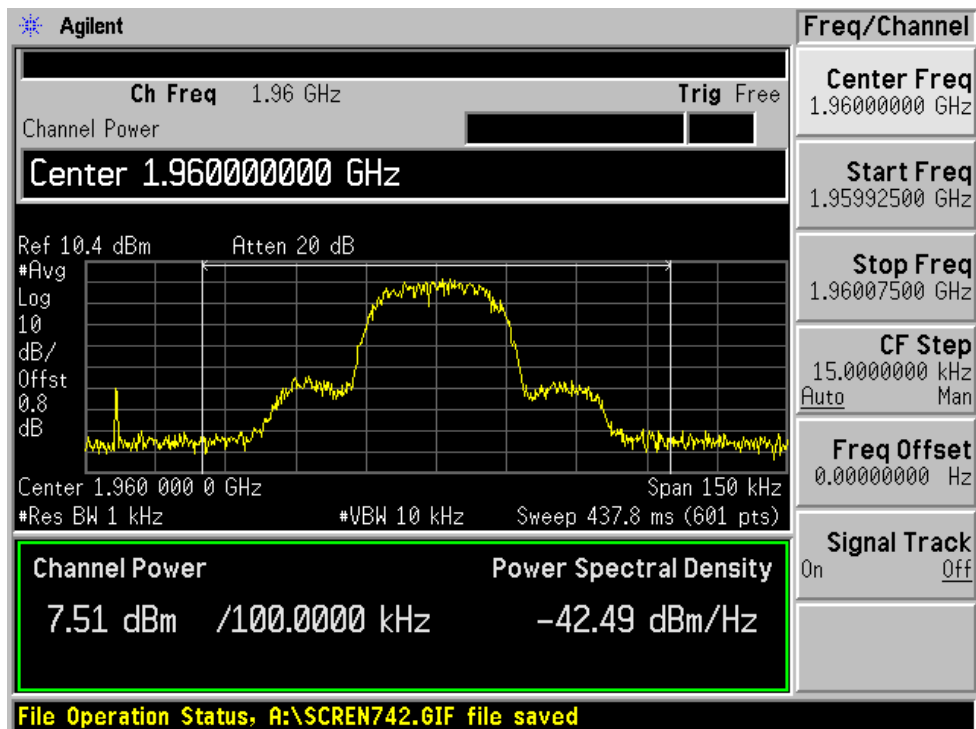 Agilent
Freq/Channel
Ch Freq 1.96 GHz Trig Free
Channel Power
Center 1.960000000 GHz
Ref 10.4 dBm Atten 20 dB
#Avg
Log
10
dB/
Offst
0.8
dB
Center 1.960 000 0 GHz Span 150 kHz
#Res BW 1 kHz #VBW 10 kHz Sweep 437.8 ms (601 pts)
Channel Power Power Spectral Density
7.51 dBm /100.0000 kHz -42.49 dBm/Hz
File Operation Status, A:\SCREN742.GIF file saved
Center Freq
1.96000000 GHz
Start Freq
1.95992500 GHz
Stop Freq
1.96007500 GHz
CF Step
15.0000000 kHz
Auto Man
Freq Offset
0.00000000 Hz
Signal Track
On Off